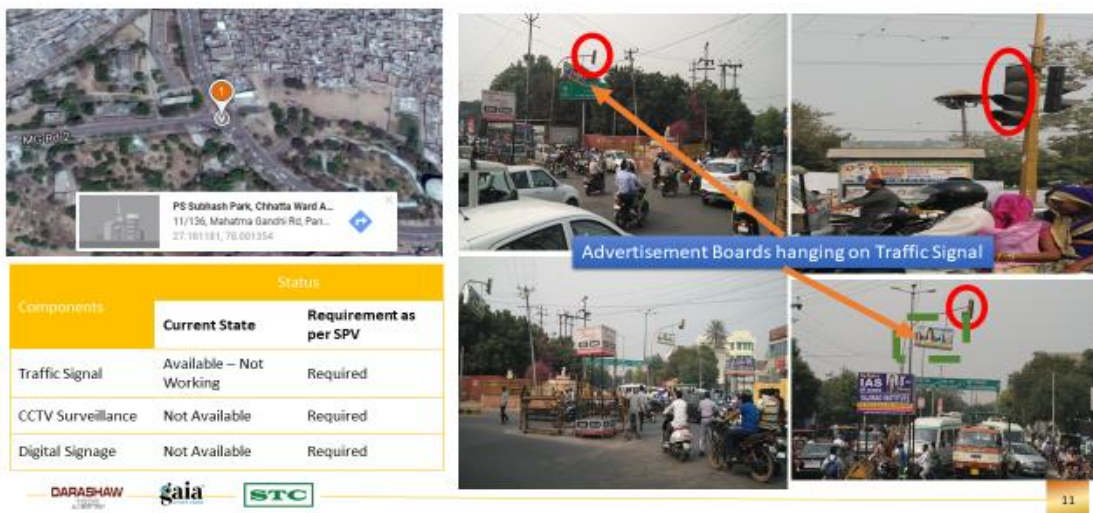 MG Rd 2
1
PS Subhash Park, Chhatta Ward A...
11/136, Mahatma Gandhi Rd, Pan...
27.181181, 78.001354
Advertisement Boards hanging on Traffic Signal
IAS
Components
Status
Current State
Requirement as
per SPV
Traffic Signal
Available – Not
Working
Required
CCTV Surveillance
Not Available
Required
Digital Signage
Not Available
Required
DARASHAW
gaia
STC
11